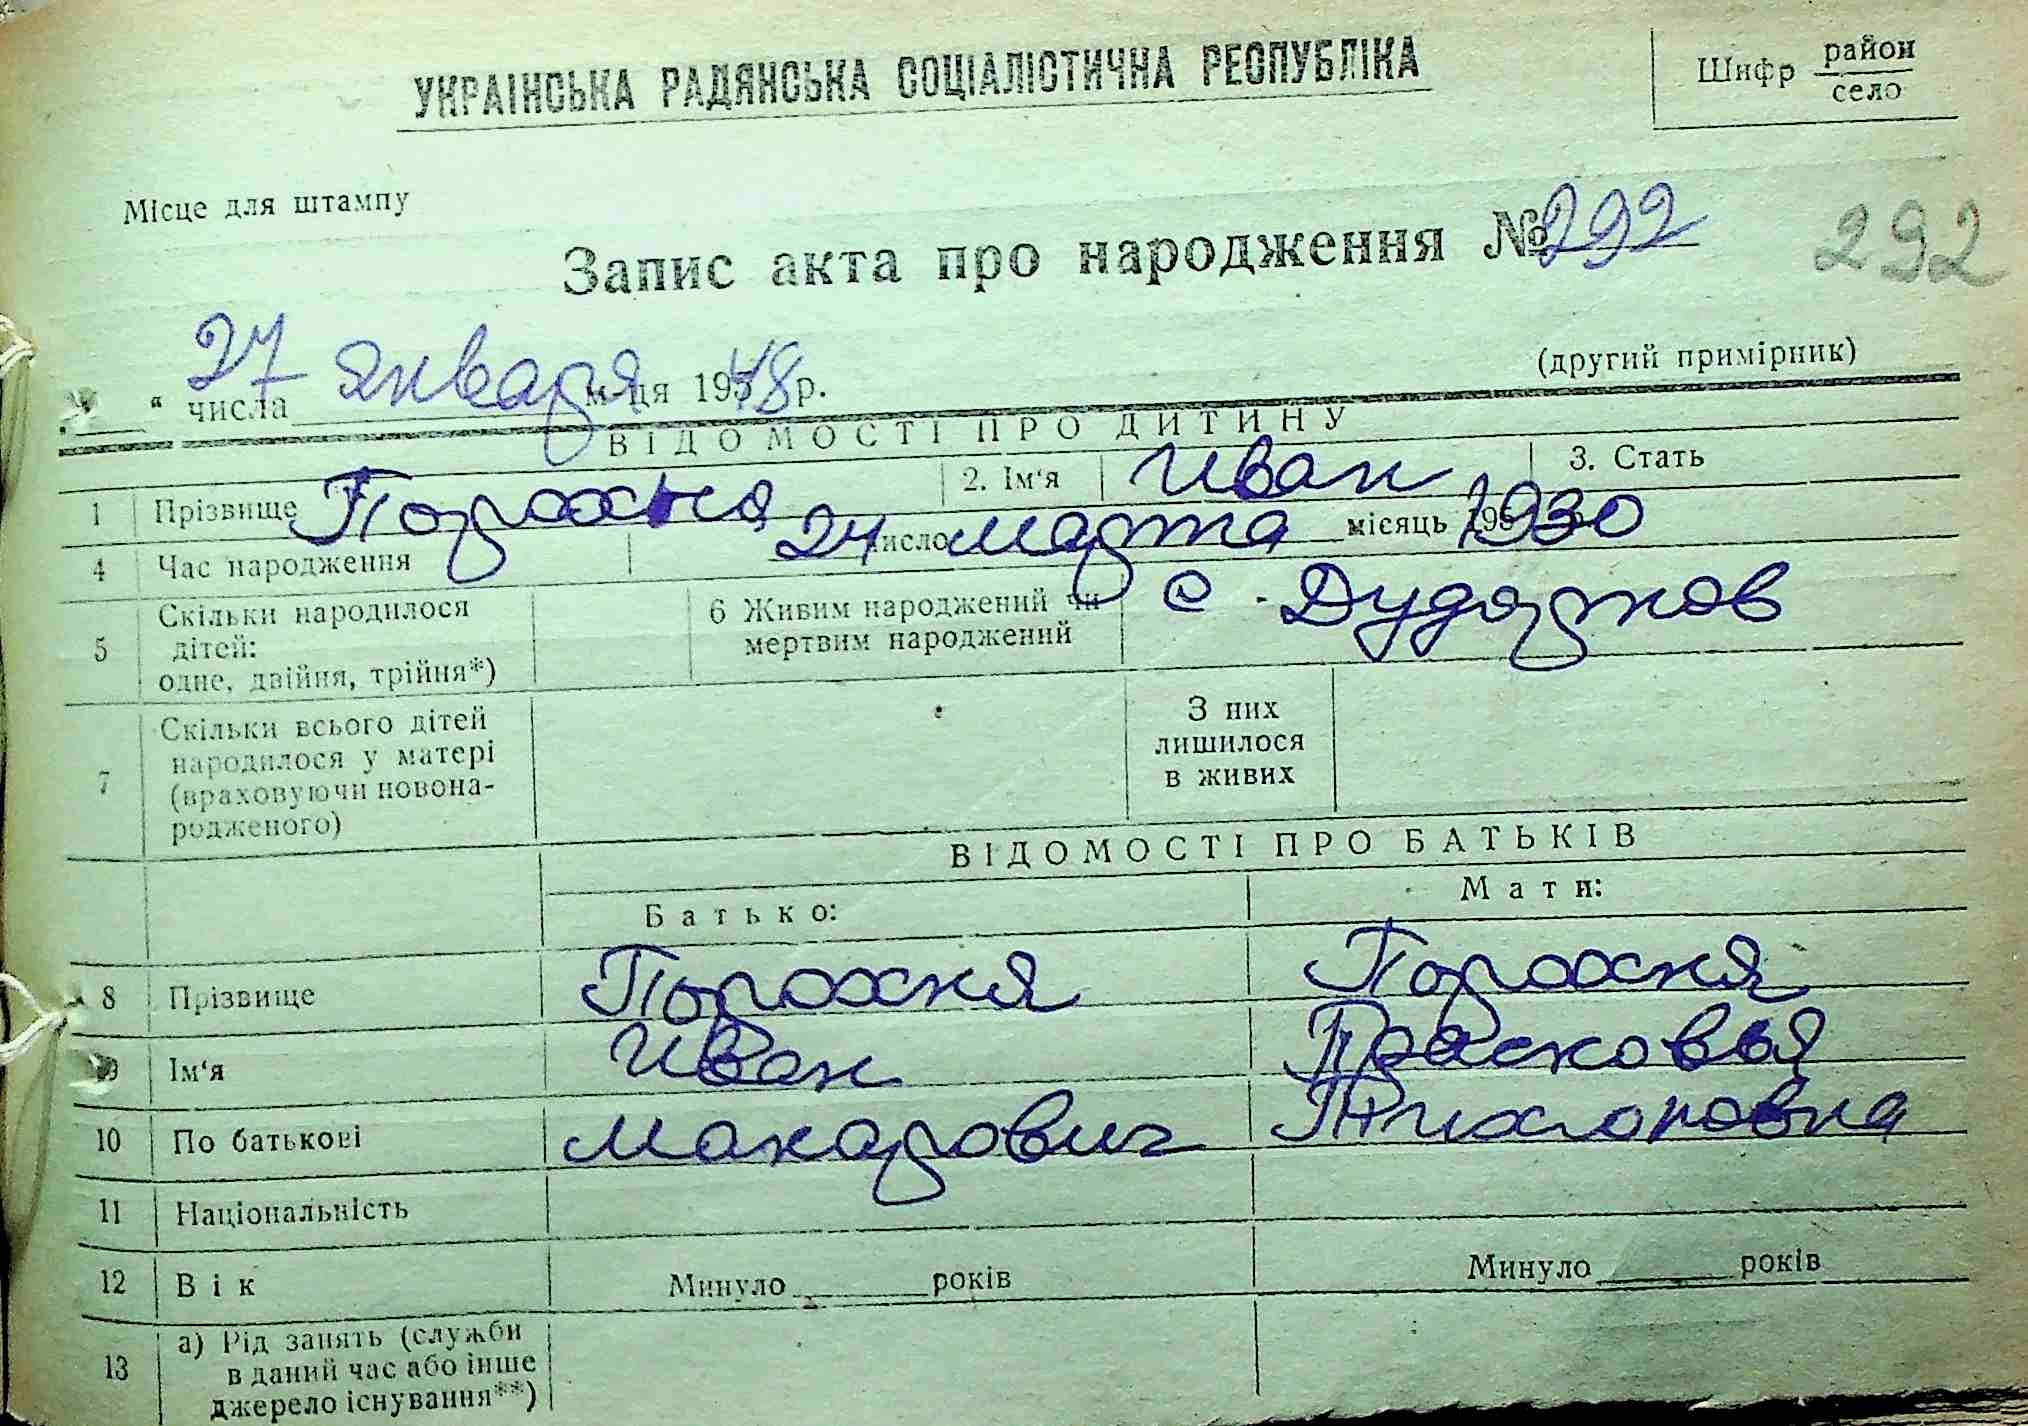 УКРАЇНСЬКА РАДЯНСЬКА СОЦІАЛІСТИЧНА РЕСПУБЛІКА
Шифр район
село
Місце для штампу
Запис акта про народження № 292 292
(другий примірник)
" 27 числа января м-ця 1948 р.
ВІДОМОСТІ ПРО ДИТИНУ
1 Прізвище Порохня 2. Ім'я Иван 3. Стать
4 Час народження 24 число марта місяць 1930
5 Скільки народилося дітей: одне, двійня, трійня*) 6 Живим народжений чи мертвим народжений с. Дударков
7 Скільки всього дітей народилося у матері (враховуючи новонародженого) З них лишилося в живих
ВІДОМОСТІ ПРО БАТЬКІВ
Батько: Мати:
8 Прізвище Порохня Порохня
9 Ім'я Иван Прасковья
10 По батькові Макарович Тихоновна
11 Національність
12 Вік Минуло ______ років Минуло ______ років
13 а) Рід занять (служби в даний час або інше джерело існування**)